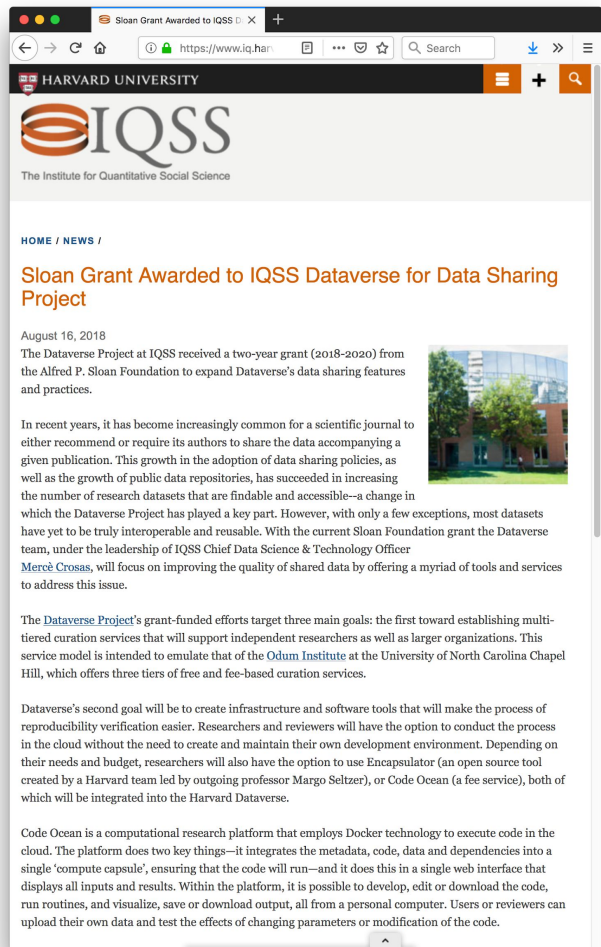 Sloan Grant Awarded to IQSS D
https://www.iq.har
Search
HARVARD UNIVERSITY
IQSS
The Institute for Quantitative Social Science
HOME / NEWS /
Sloan Grant Awarded to IQSS Dataverse for Data Sharing
Project
August 16, 2018
The Dataverse Project at IQSS received a two-year grant (2018-2020) from
the Alfred P. Sloan Foundation to expand Dataverse's data sharing features
and practices.
In recent years, it has become increasingly common for a scientific journal to
either recommend or require its authors to share the data accompanying a
given publication. This growth in the adoption of data sharing policies, as
well as the growth of public data repositories, has succeeded in increasing
the number of research datasets that are findable and accessible--a change in
which the Dataverse Project has played a key part. However, with only a few exceptions, most datasets
have yet to be truly interoperable and reusable. With the current Sloan Foundation grant the Dataverse
team, under the leadership of IQSS Chief Data Science & Technology Officer
Mercè Crosas, will focus on improving the quality of shared data by offering a myriad of tools and services
to address this issue.
The Dataverse Project's grant-funded efforts target three main goals: the first toward establishing multi-
tiered curation services that will support independent researchers as well as larger organizations. This
service model is intended to emulate that of the Odum Institute at the University of North Carolina Chapel
Hill, which offers three tiers of free and fee-based curation services.
Dataverse's second goal will be to create infrastructure and software tools that will make the process of
reproducibility verification easier. Researchers and reviewers will have the option to conduct the process
in the cloud without the need to create and maintain their own development environment. Depending on
their needs and budget, researchers will also have the option to use Encapsulator (an open source tool
created by a Harvard team led by outgoing professor Margo Seltzer), or Code Ocean (a fee service), both of
which will be integrated into the Harvard Dataverse.
Code Ocean is a computational research platform that employs Docker technology to execute code in the
cloud. The platform does two key things—it integrates the metadata, code, data and dependencies into a
single 'compute capsule', ensuring that the code will run—and it does this in a single web interface that
displays all inputs and results. Within the platform, it is possible to develop, edit or download the code,
run routines, and visualize, save or download output, all from a personal computer. Users or reviewers can
upload their own data and test the effects of changing parameters or modification of the code.